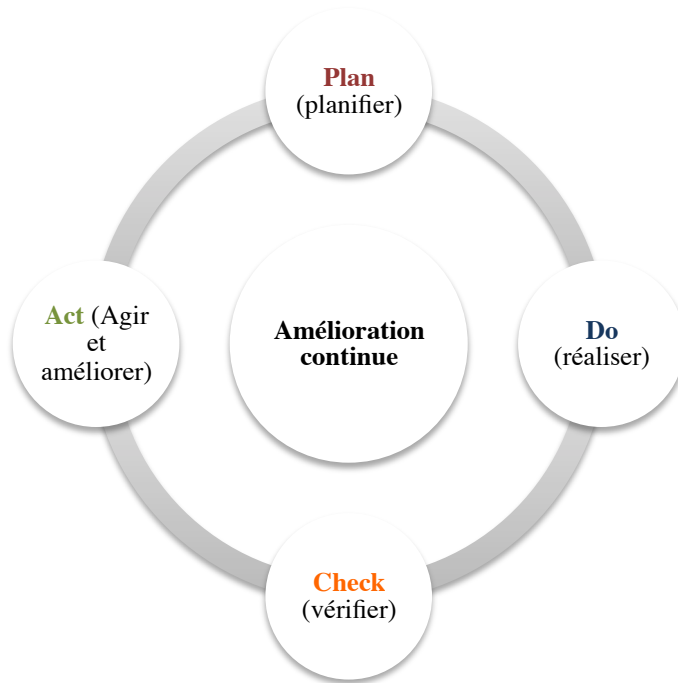 Plan
(planifier)
Act (Agir
et
améliorer)
Amélioration
continue
Do
(réaliser)
Check
(vérifier)